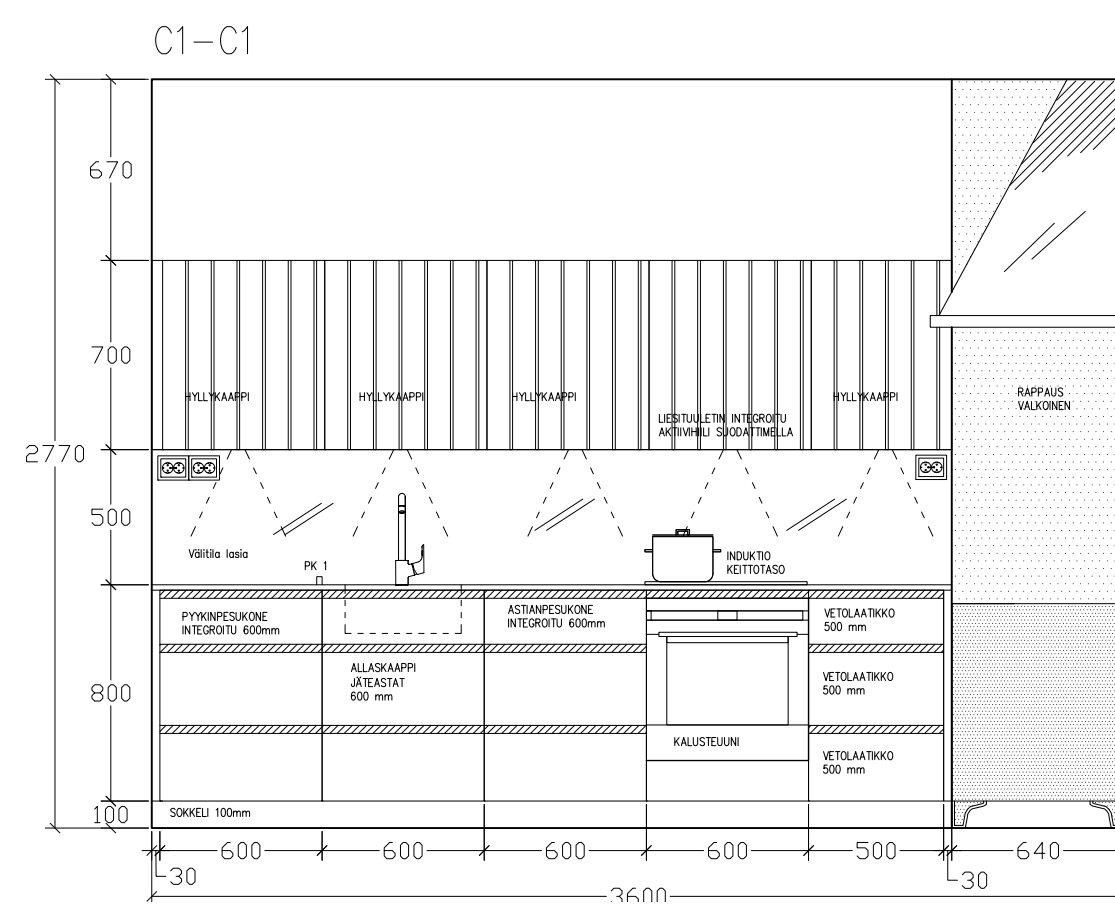 C1-C1
670
700
2770
500
800
100
HYLLYKAAPPI
HYLLYKAAPPI
HYLLYKAAPPI
HYLLYKAAPPI
LIESITUULETIN INTEGROITU
AKTIIVIHIILI SUODATTIMELLA
RAPPAUS
VALKOINEN
Välitila lasia
PK 1
INDUKTIO
KEITTOTASO
PYYKINPESUKONE
INTEGROITU 600mm
ASTIANPESUKONE
INTEGROITU 600mm
VETOLAATIKKO
500 mm
ALLASKAAPPI
JÄTEASTAT
600 mm
VETOLAATIKKO
500 mm
KALUSTEUUNI
VETOLAATIKKO
500 mm
SOKKELI 100mm
600
600
600
600
500
640
30
30
3600